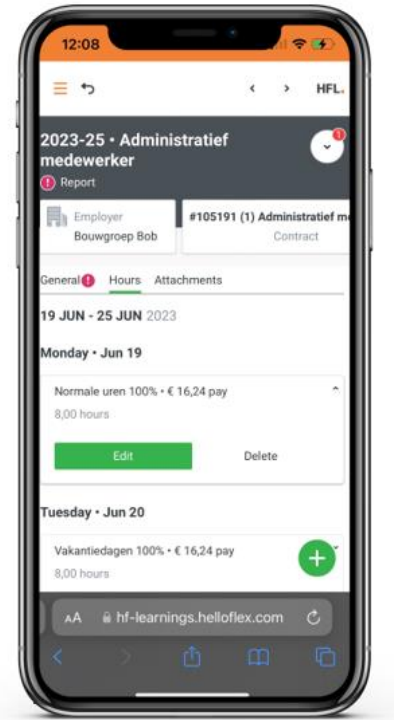 12:08
HFL.
2023-25 • Administratief
medewerker
1
! Report
Employer
Bouwgroep Bob
#105191 (1) Administratief me
Contract
General ! Hours Attachments
19 JUN - 25 JUN 2023
Monday • Jun 19
Normale uren 100% • € 16,24 pay
8,00 hours
Edit Delete
Tuesday • Jun 20
Vakantiedagen 100% • € 16,24 pay
8,00 hours
+
AA hf-learnings.helloflex.com